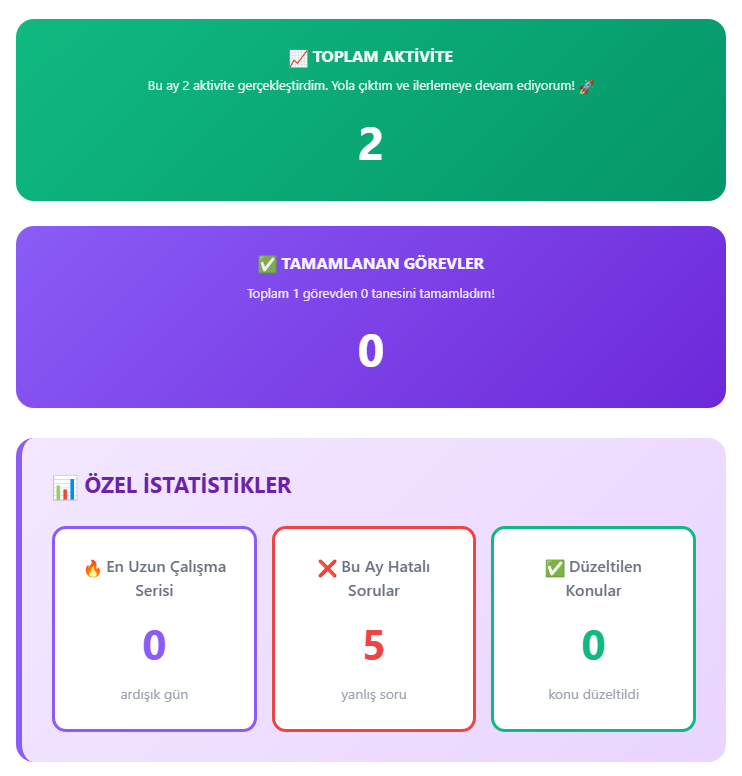 📈 TOPLAM AKTİVİTE
Bu ay 2 aktivite gerçekleştirdim. Yola çıktım ve ilerlemeye devam ediyorum! 🚀
2
✅ TAMAMLANAN GÖREVLER
Toplam 1 görevden 0 tanesini tamamladım!
0
📊 ÖZEL İSTATİSTİKLER
🔥 En Uzun Çalışma
Serisi
0
ardışık gün
❌ Bu Ay Hatalı
Sorular
5
yanlış soru
✅ Düzeltilen
Konular
0
konu düzeltildi